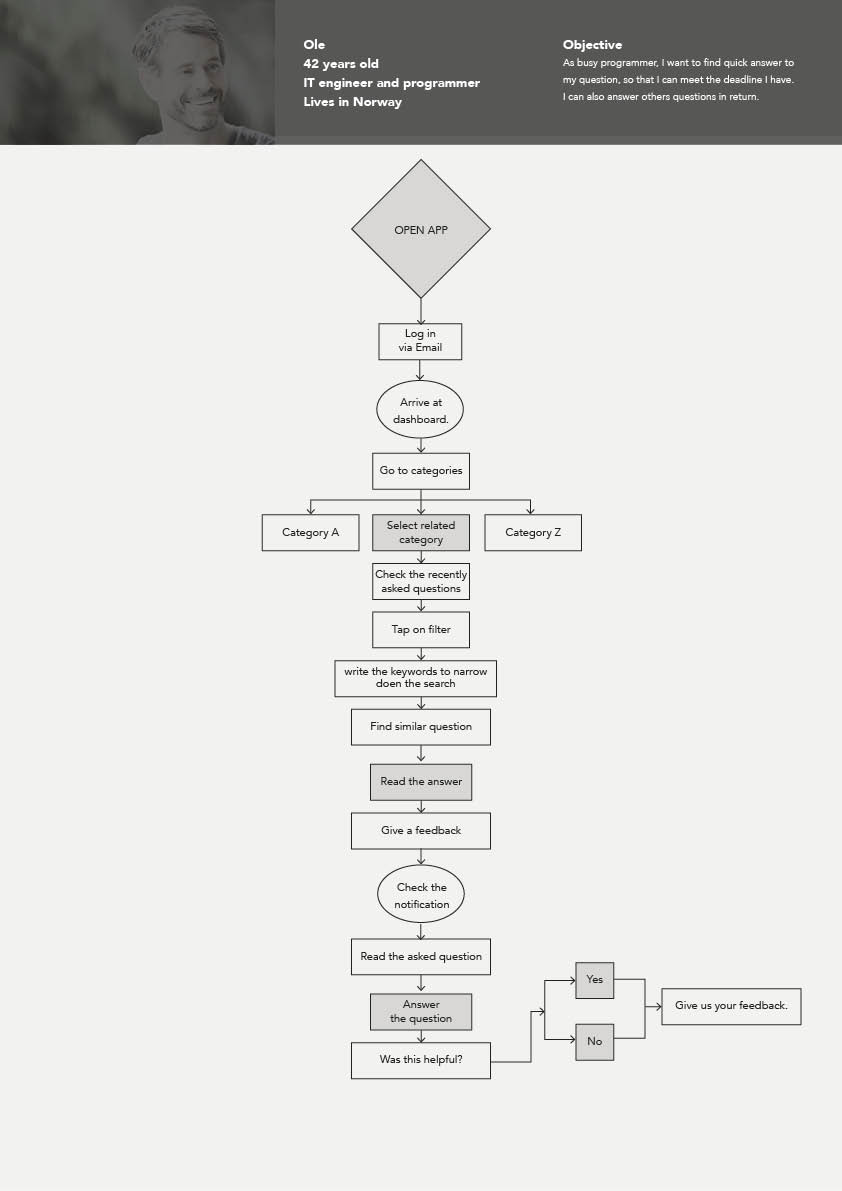 Ole
42 years old
IT engineer and programmer
Lives in Norway
Objective
As busy programmer, I want to find quick answer to
my question, so that I can meet the deadline I have.
I can also answer others questions in return.
OPEN APP
Log in
via Email
Arrive at
dashboard.
Go to categories
Category A
Select related
category
Category Z
Check the recently
asked questions
Tap on filter
write the keywords to narrow
doen the search
Find similar question
Read the answer
Give a feedback
Check the
notification
Read the asked question
Answer
the question
Was this helpful?
Yes
No
Give us your feedback.